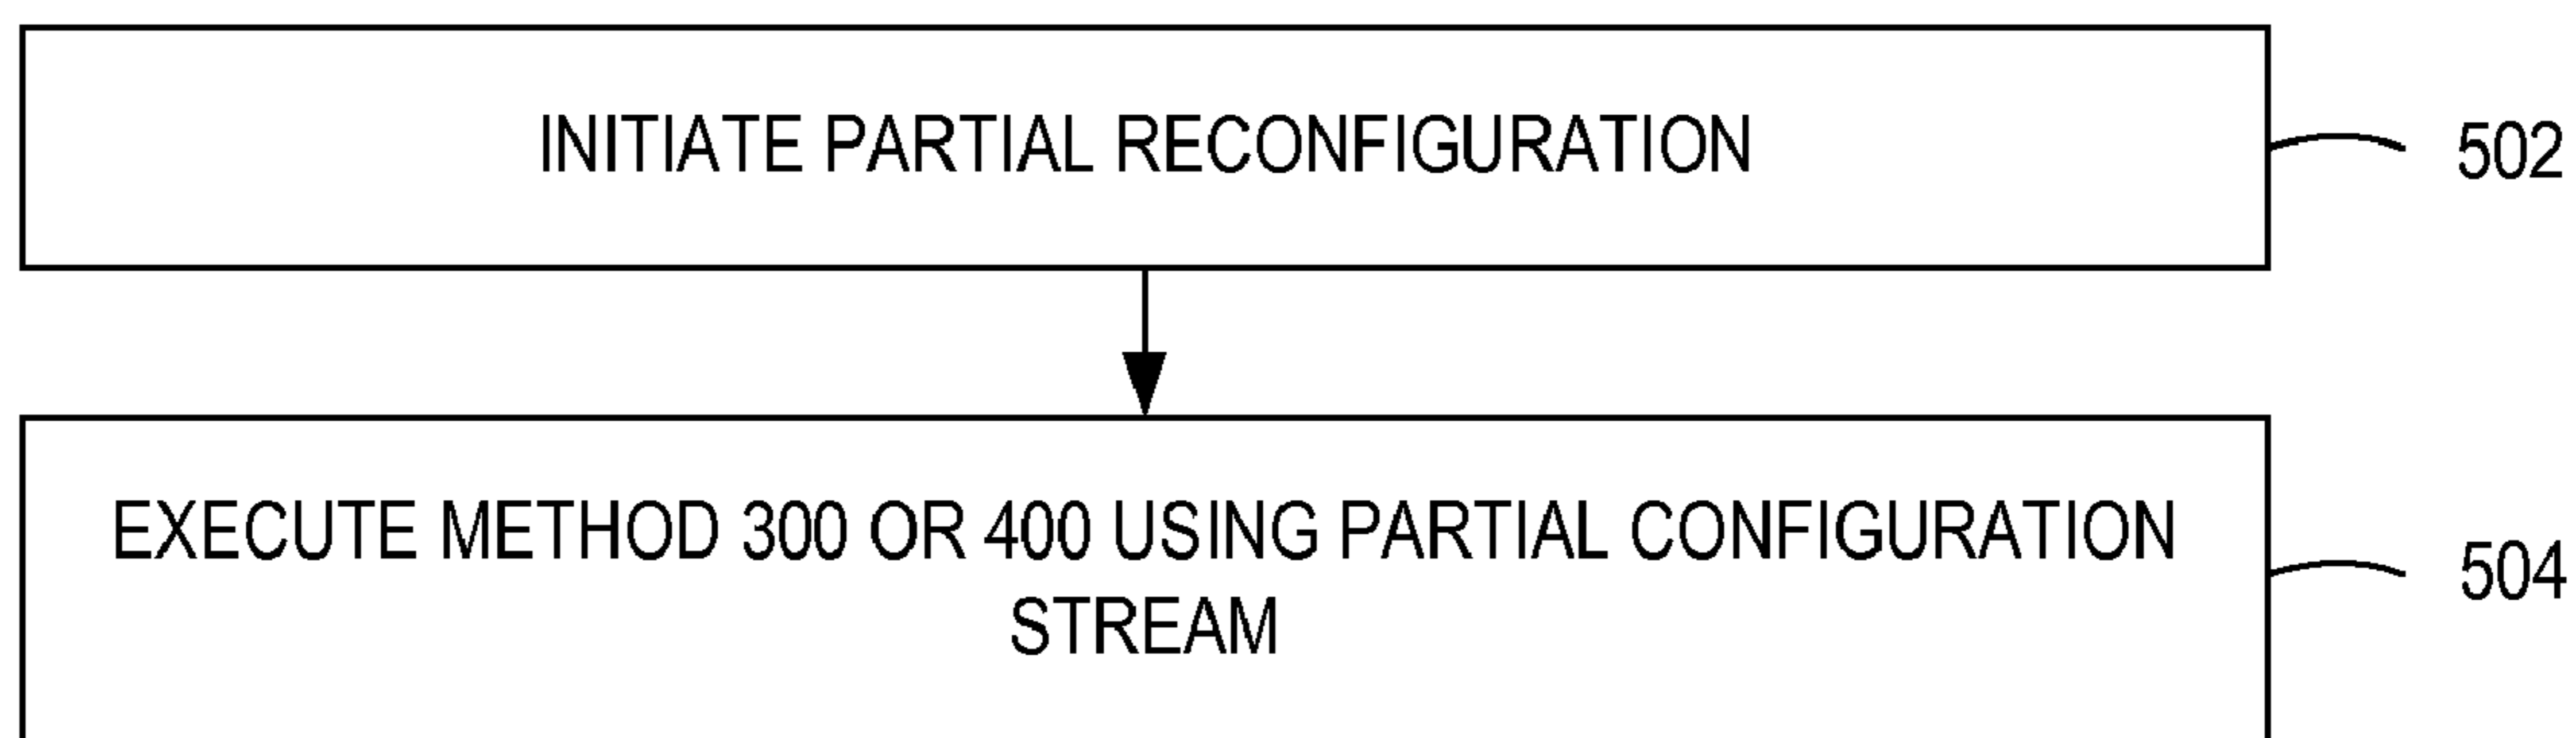 INITIATE PARTIAL RECONFIGURATION
502
EXECUTE METHOD 300 OR 400 USING PARTIAL CONFIGURATION
STREAM
504